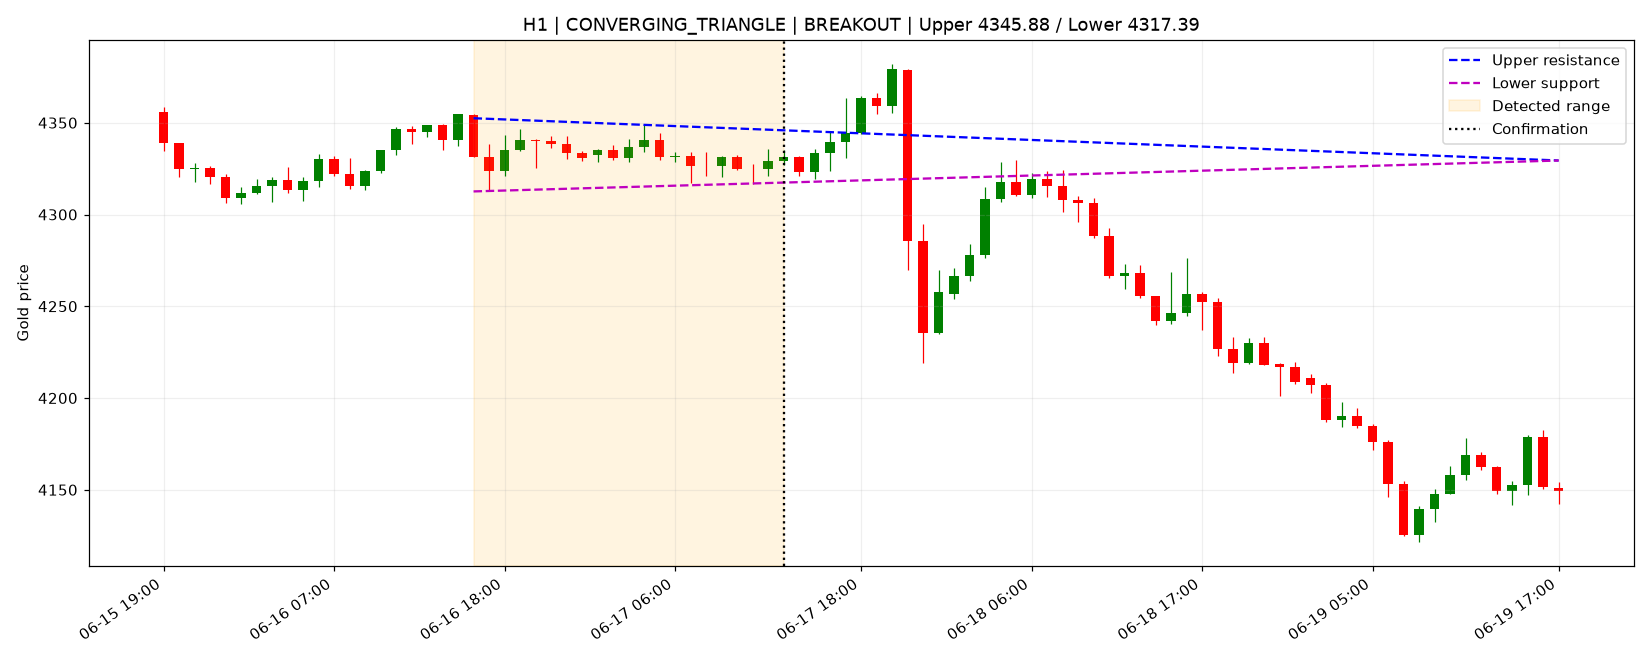 H1 | CONVERGING_TRIANGLE | BREAKOUT | Upper 4345.88 / Lower 4317.39
Upper resistance
Lower support
Detected range
Confirmation
Gold price
4350
4300
4250
4200
4150
06-15 19:00
06-16 07:00
06-16 18:00
06-17 06:00
06-17 18:00
06-18 06:00
06-18 17:00
06-19 05:00
06-19 17:00